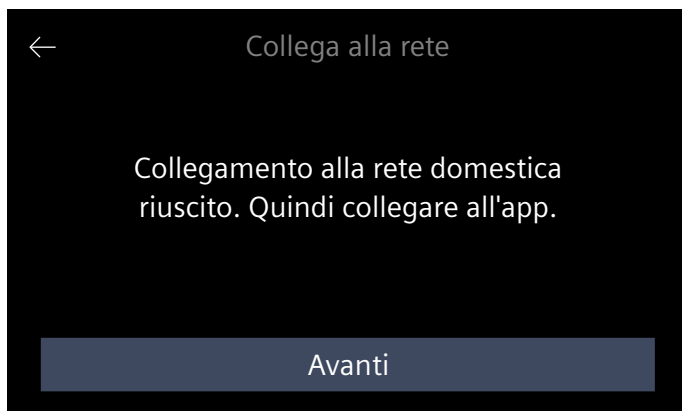 Collega alla rete
Collegamento alla rete domestica
riuscito. Quindi collegare all'app.
Avanti